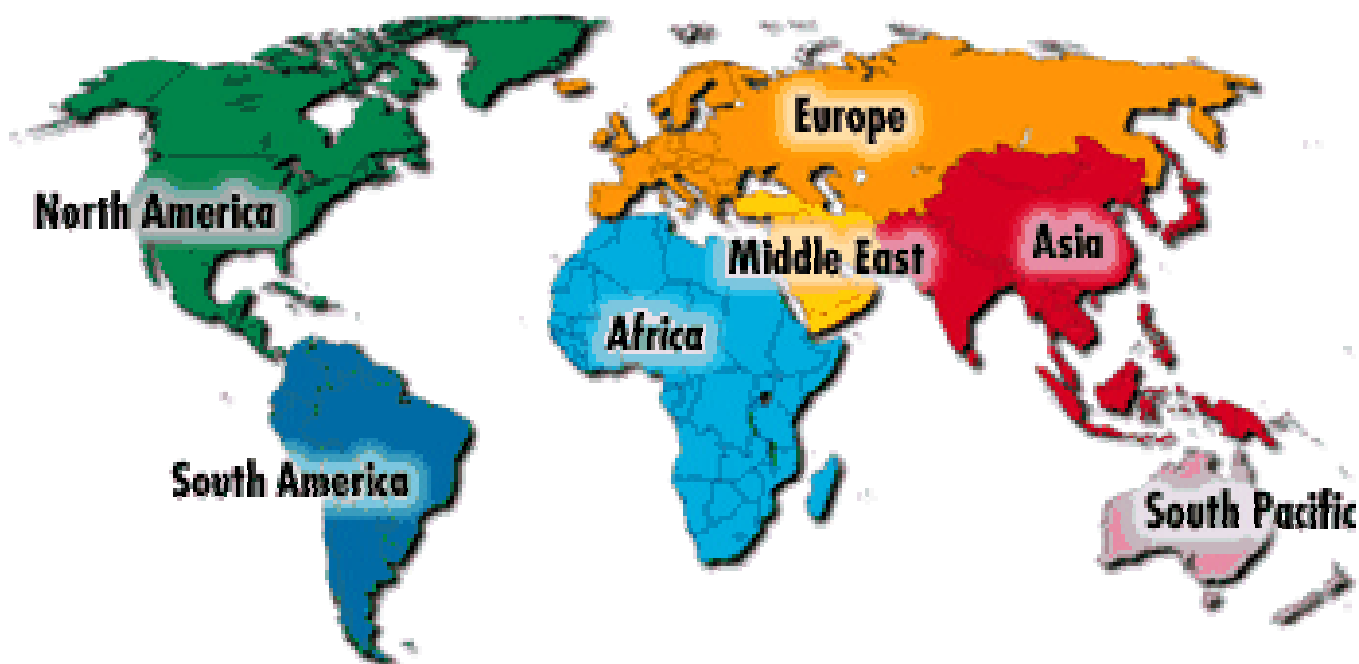 Europe
North America
Asia
Middle East
Africa
South America
South Pacific